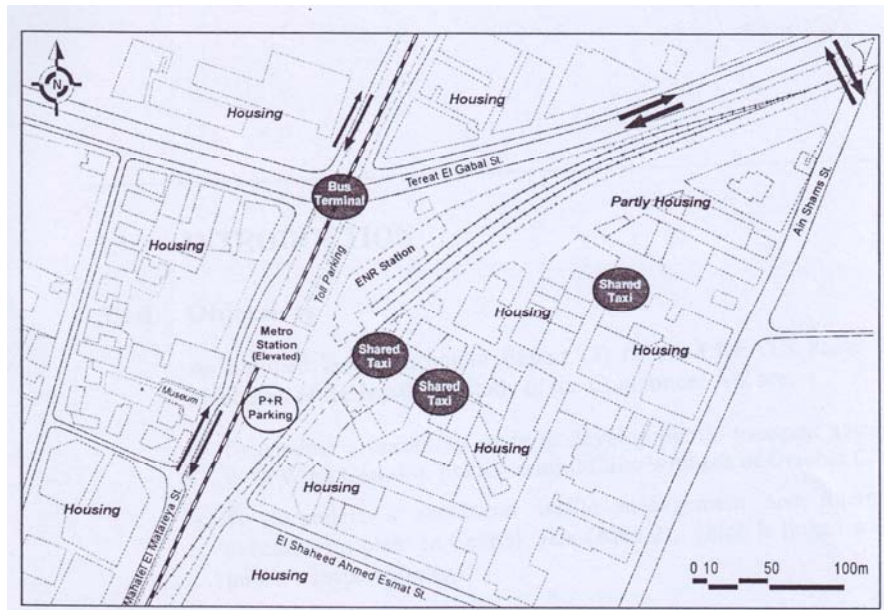 N
Housing
Housing
Bus
Terminal
Tereat El Gabal St.
Ain Shams St.
Partly Housing
Housing
Toll Parking
ENR Station
Shared
Taxi
Housing
Metro
Station
(Elevated)
Shared
Taxi
Housing
Museum
P+R
Parking
Shared
Taxi
Housing
Housing
Housing
Mahatet El Matareya St.
El Shaheed Ahmed Esmat St.
Housing
0 10 50 100m